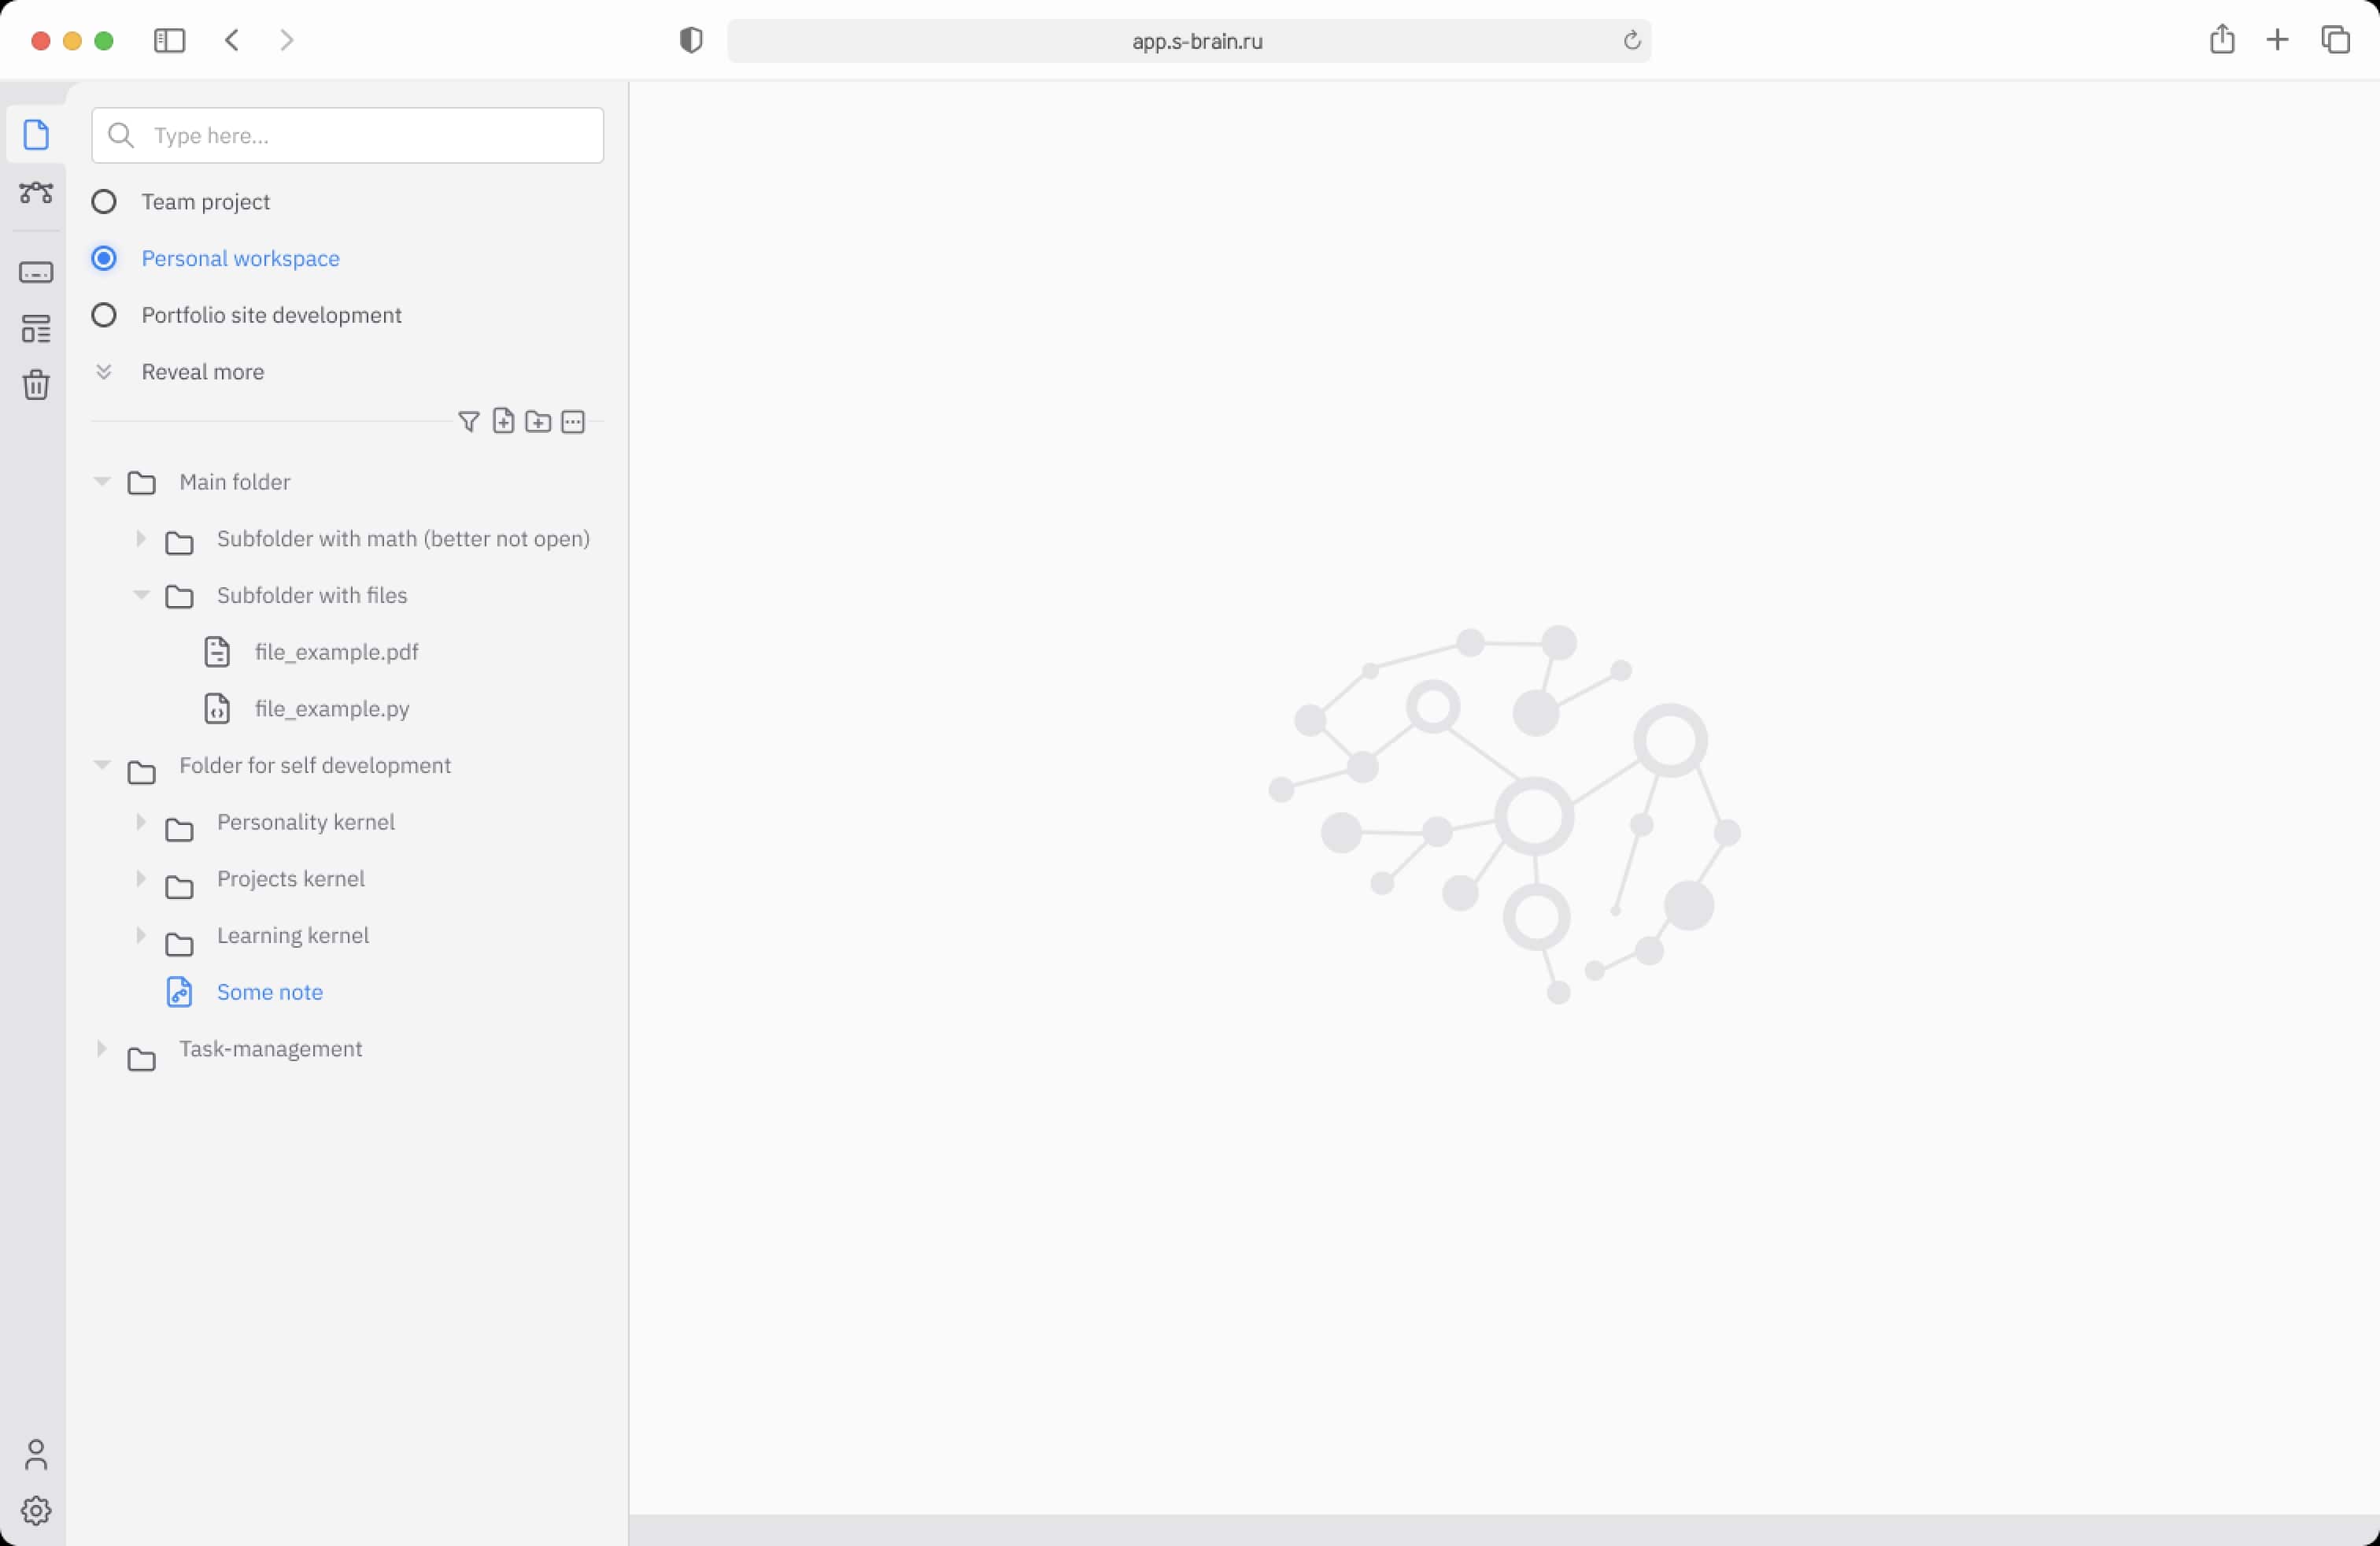 app.s-brain.ru
Type here...
Team project
Personal workspace
Portfolio site development
Reveal more
Main folder
Subfolder with math (better not open)
Subfolder with files
file_example.pdf
file_example.py
Folder for self development
Personality kernel
Projects kernel
Learning kernel
Some note
Task-management